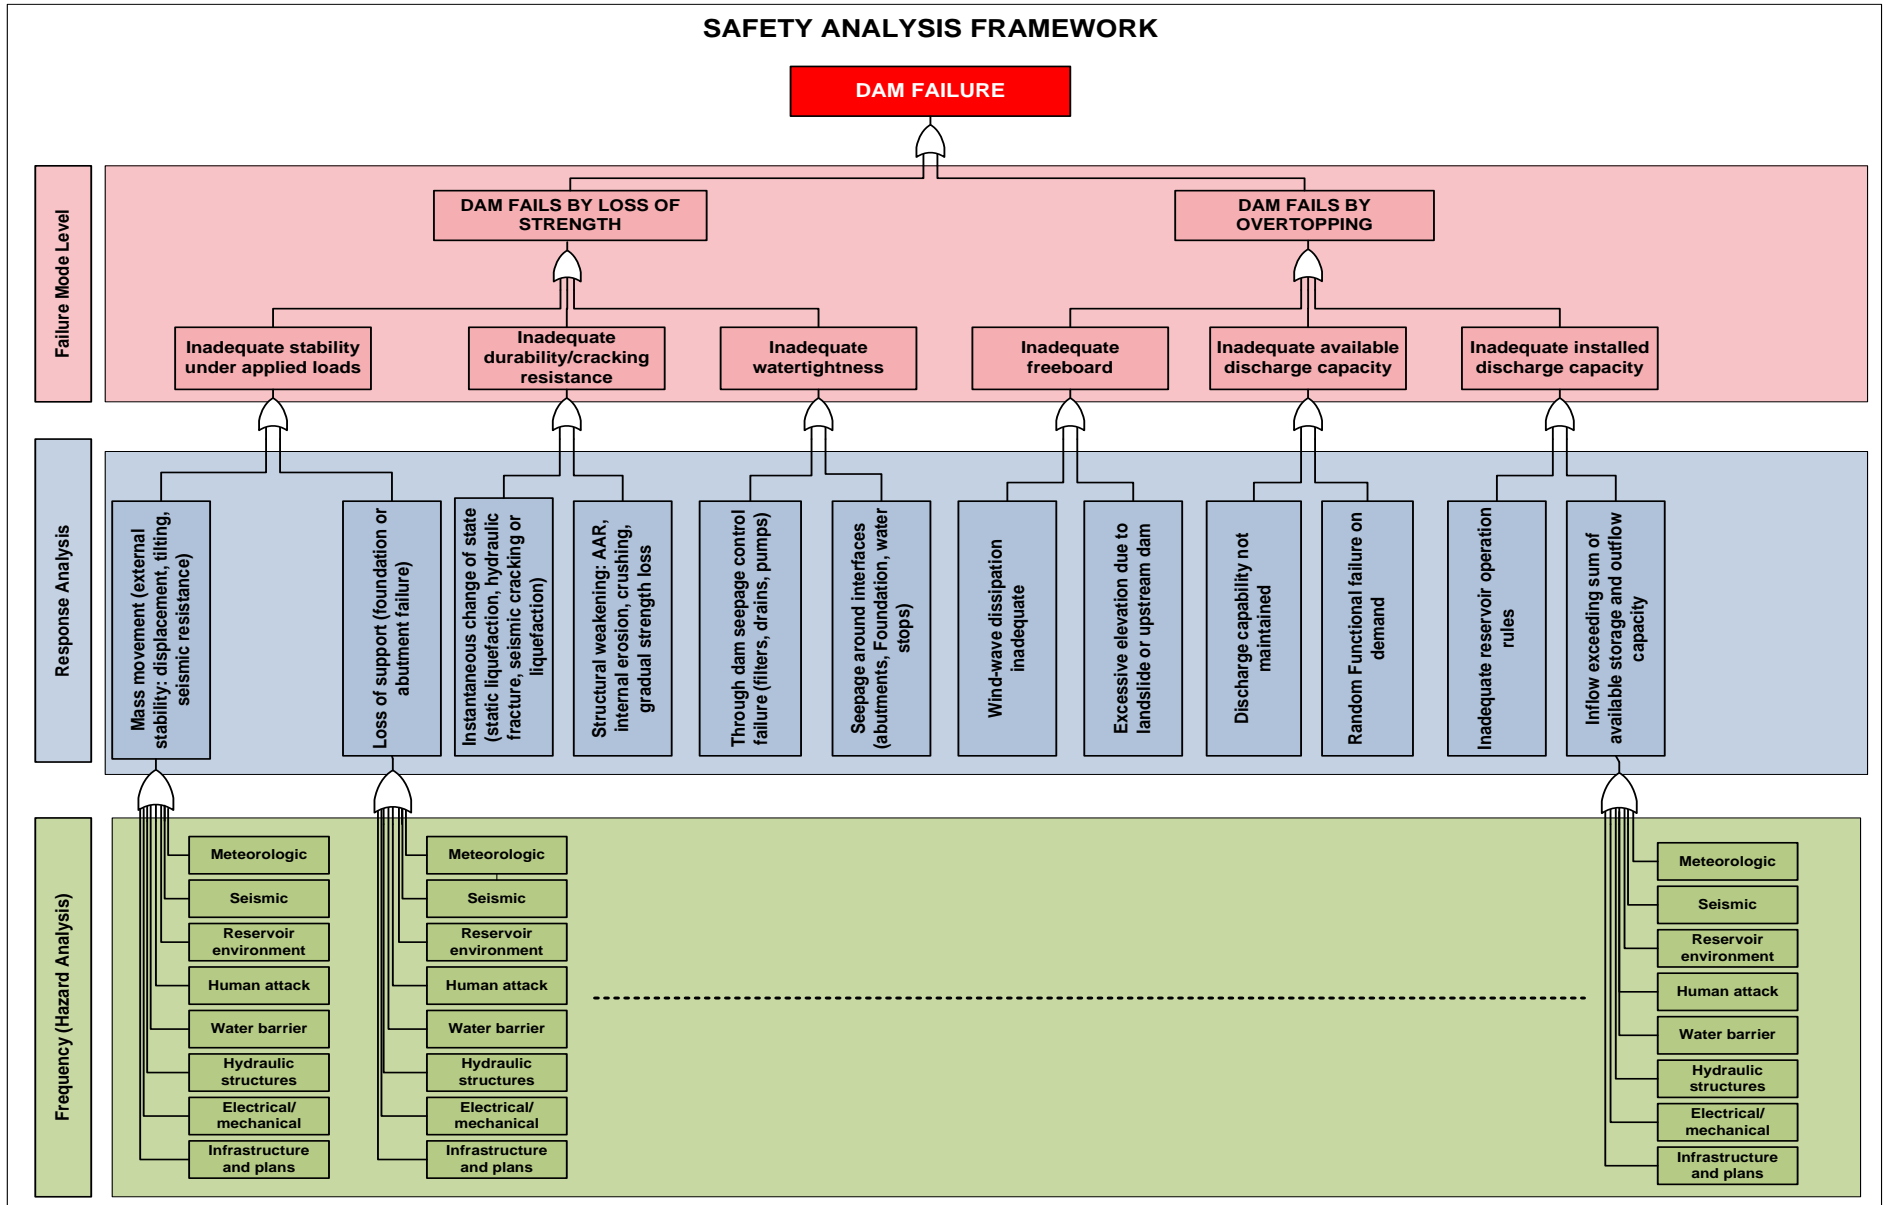 SAFETY ANALYSIS FRAMEWORK
DAM FAILURE
Failure Mode Level
DAM FAILS BY LOSS OF
STRENGTH
DAM FAILS BY
OVERTOPPING
Inadequate stability
under applied loads
Inadequate
durability/cracking
resistance
Inadequate
watertightness
Inadequate
freeboard
Inadequate available
discharge capacity
Inadequate installed
discharge capacity
Response Analysis
Mass movement (external
stability: displacement, tilting,
seismic resistance)
Loss of support (foundation or
abutment failure)
Instantaneous change of state
(static liquefaction, hydraulic
fracture, seismic cracking or
liquefaction)
Structural weakening: AAR,
internal erosion, crushing,
gradual strength loss
Through dam seepage control
failure (filters, drains, pumps)
Seepage around interfaces
(abutments, Foundation, water
stops)
Wind-wave dissipation
inadequate
Excessive elevation due to
landslide or upstream dam
Discharge capability not
maintained
Random Functional failure on
demand
Inadequate reservoir operation
rules
Inflow exceeding sum of
available storage and outflow
capacity
Frequency (Hazard Analysis)
Meteorologic
Seismic
Reservoir
environment
Human attack
Water barrier
Hydraulic
structures
Electrical/
mechanical
Infrastructure
and plans
Meteorologic
Seismic
Reservoir
environment
Human attack
Water barrier
Hydraulic
structures
Electrical/
mechanical
Infrastructure
and plans
Meteorologic
Seismic
Reservoir
environment
Human attack
Water barrier
Hydraulic
structures
Electrical/
mechanical
Infrastructure
and plans